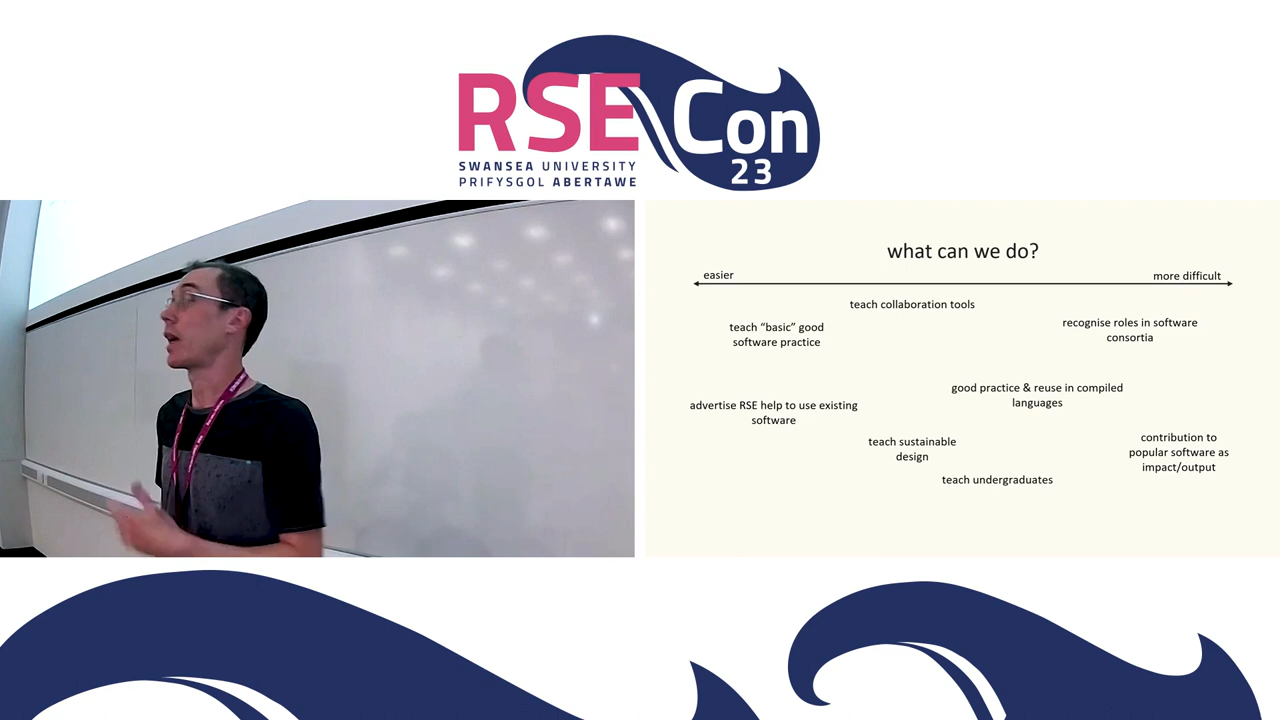 RSE Con
23
SWANSEA UNIVERSITY
PRIFYSGOL ABERTAWE
what can we do?
easier
more difficult
teach collaboration tools
teach “basic” good
software practice
recognise roles in software
consortia
good practice & reuse in compiled
languages
advertise RSE help to use existing
software
teach sustainable
design
contribution to
popular software as
impact/output
teach undergraduates